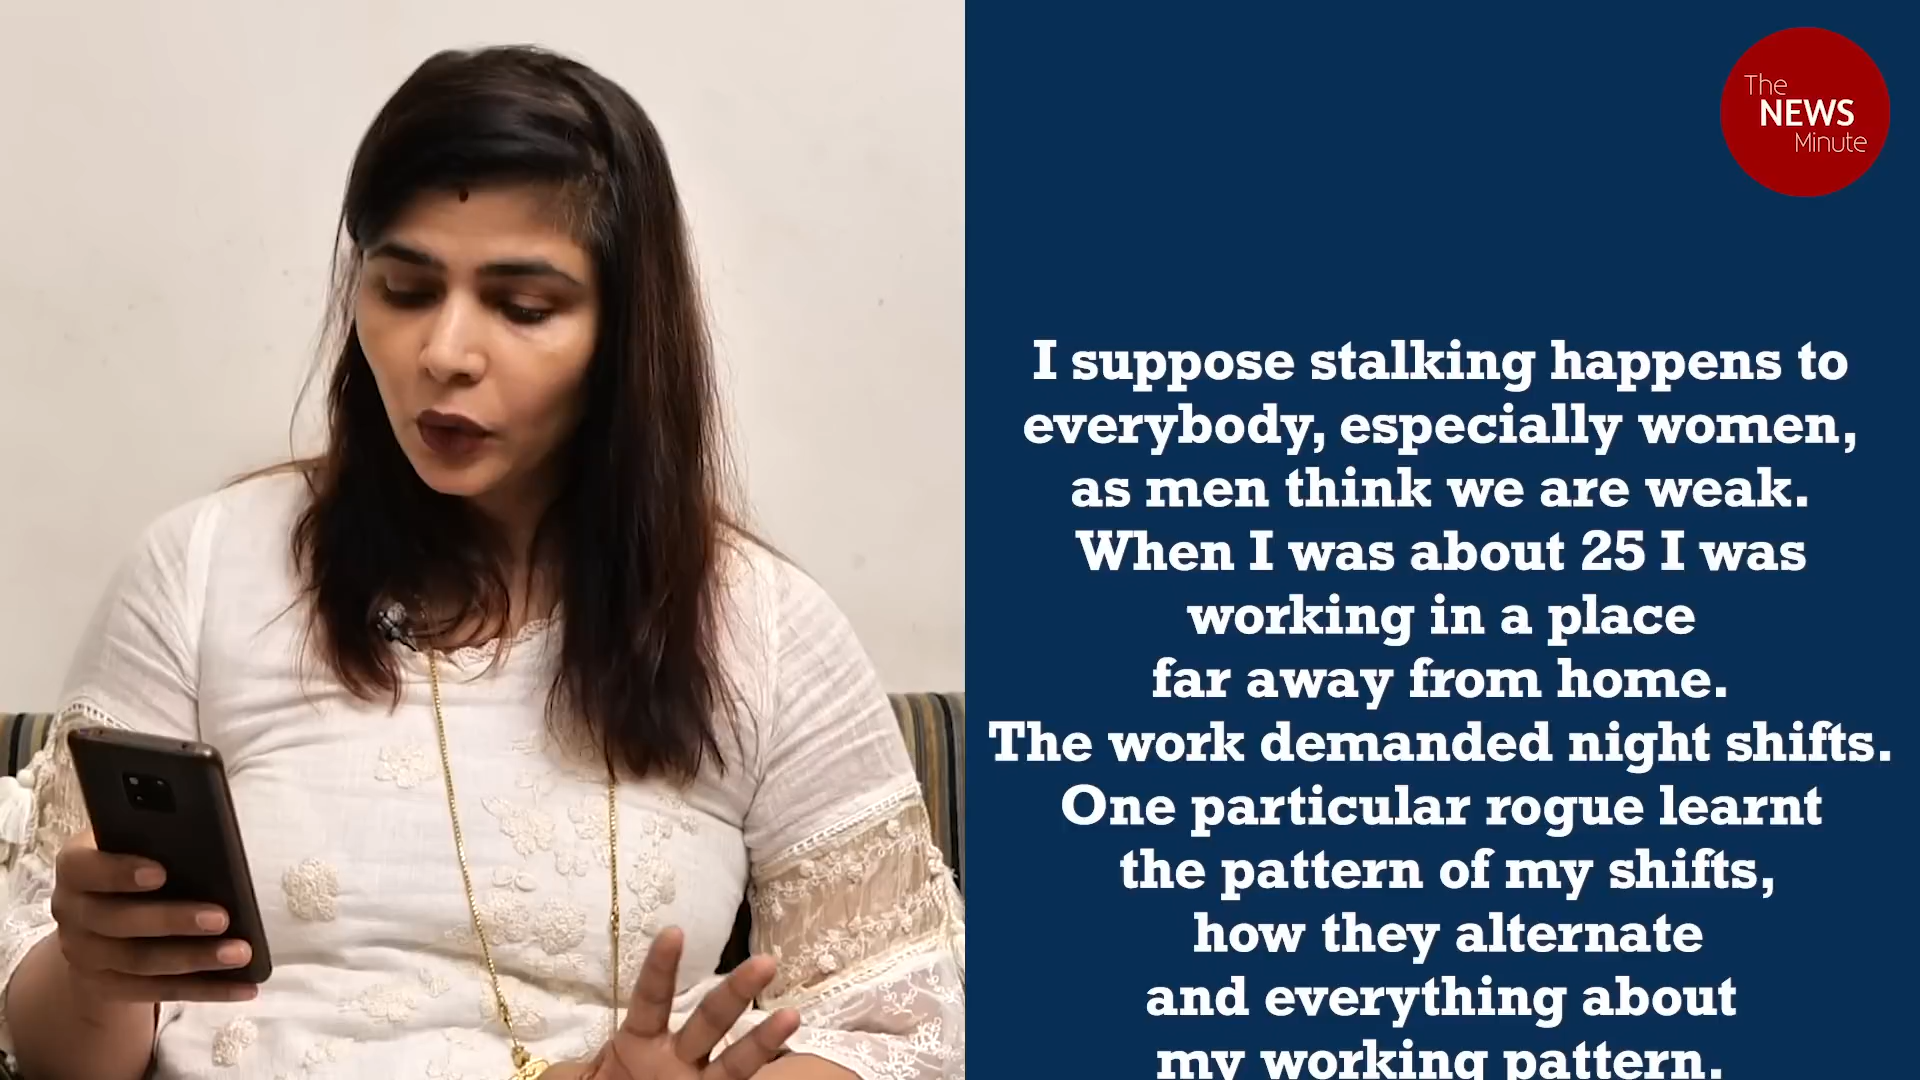 The
NEWS
Minute
I suppose stalking happens to
everybody, especially women,
as men think we are weak.
When I was about 25 I was
working in a place
far away from home.
The work demanded night shifts.
One particular rogue learnt
the pattern of my shifts,
how they alternate
and everything about
my working pattern.